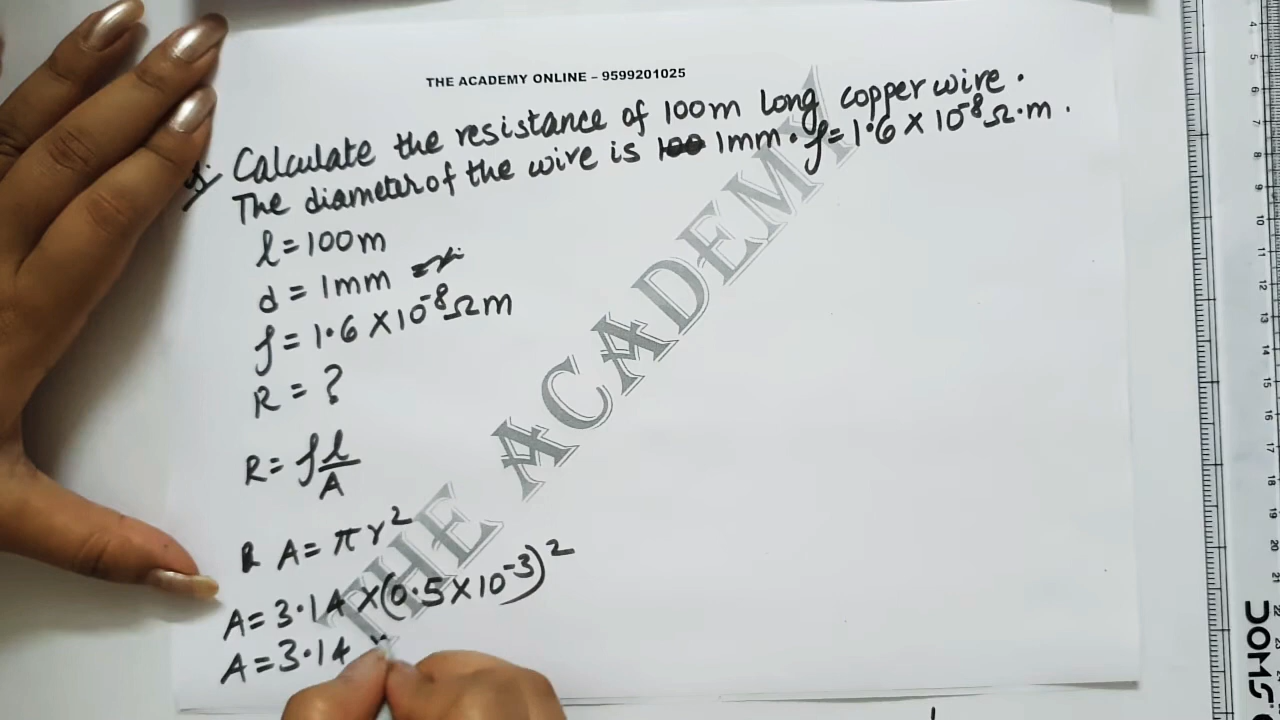 THE ACADEMY ONLINE – 9599201025
Calculate the resistance of 100m long copper wire.
The diameter of the wire is 1mm. ρ = 1.6 × 10⁻⁸ Ω·m.
l = 100m
d = 1mm
ρ = 1.6 × 10⁻⁸ Ω m
R = ?
R = ρ l/A
A = πr²
A = 3.14 × (0.5 × 10⁻³)²
A = 3.14
THE ACADEMY
DOMS